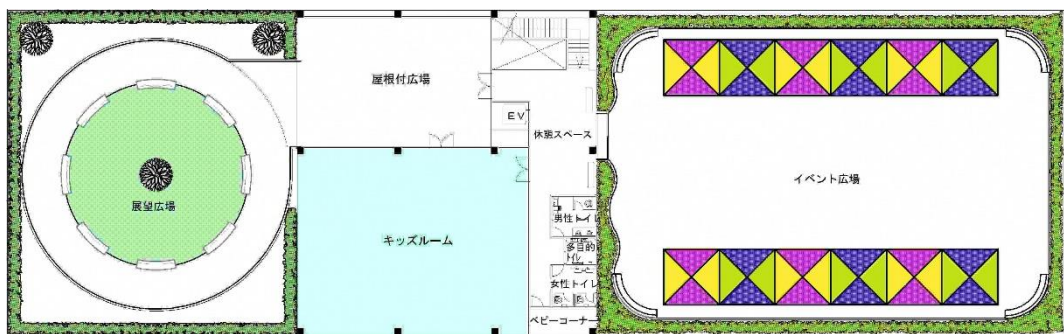 屋根付広場
EV
休憩スペース
展望広場
イベント広場
キッズルーム
男性トイレ
多目的
トイレ
女性トイレ
ベビーコーナー